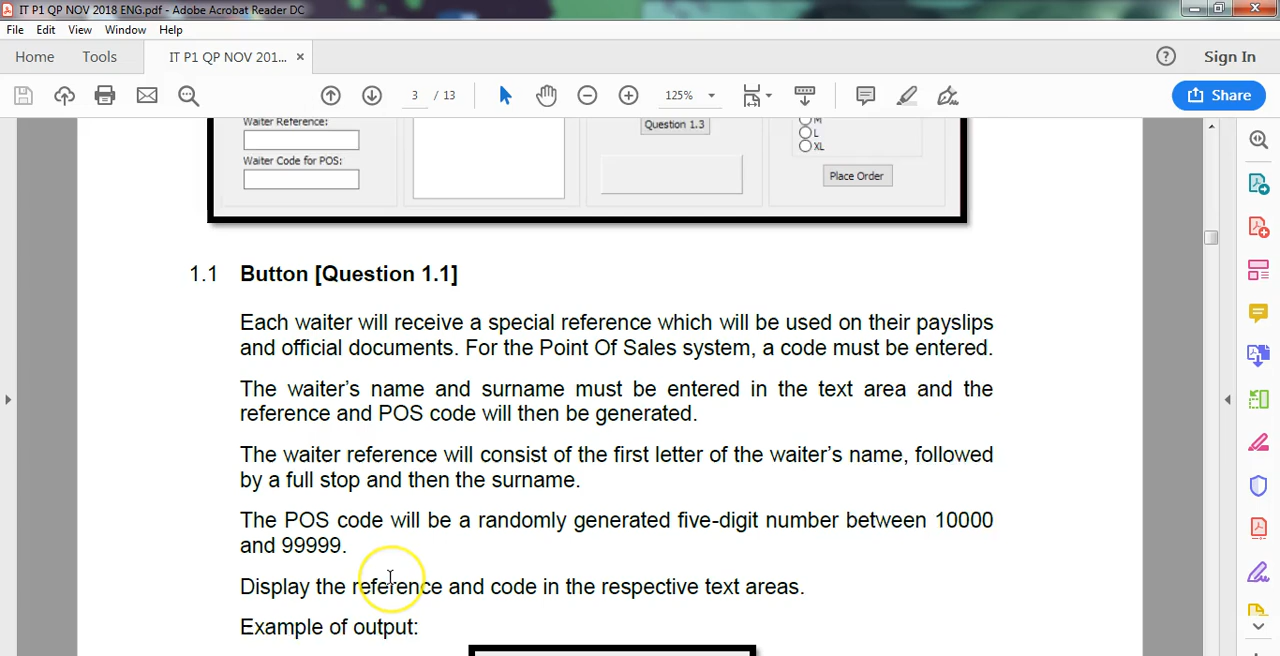 IT P1 QP NOV 2018 ENG.pdf - Adobe Acrobat Reader DC
File Edit View Window Help
Home Tools IT P1 QP NOV 201... × Sign In
3 / 13 125% Share
Waiter Reference:
Question 1.3
M
L
Waiter Code for POS:
XL
Place Order
1.1 Button [Question 1.1]
Each waiter will receive a special reference which will be used on their payslips
and official documents. For the Point Of Sales system, a code must be entered.
The waiter's name and surname must be entered in the text area and the
reference and POS code will then be generated.
The waiter reference will consist of the first letter of the waiter's name, followed
by a full stop and then the surname.
The POS code will be a randomly generated five-digit number between 10000
and 99999.
Display the reference and code in the respective text areas.
Example of output: